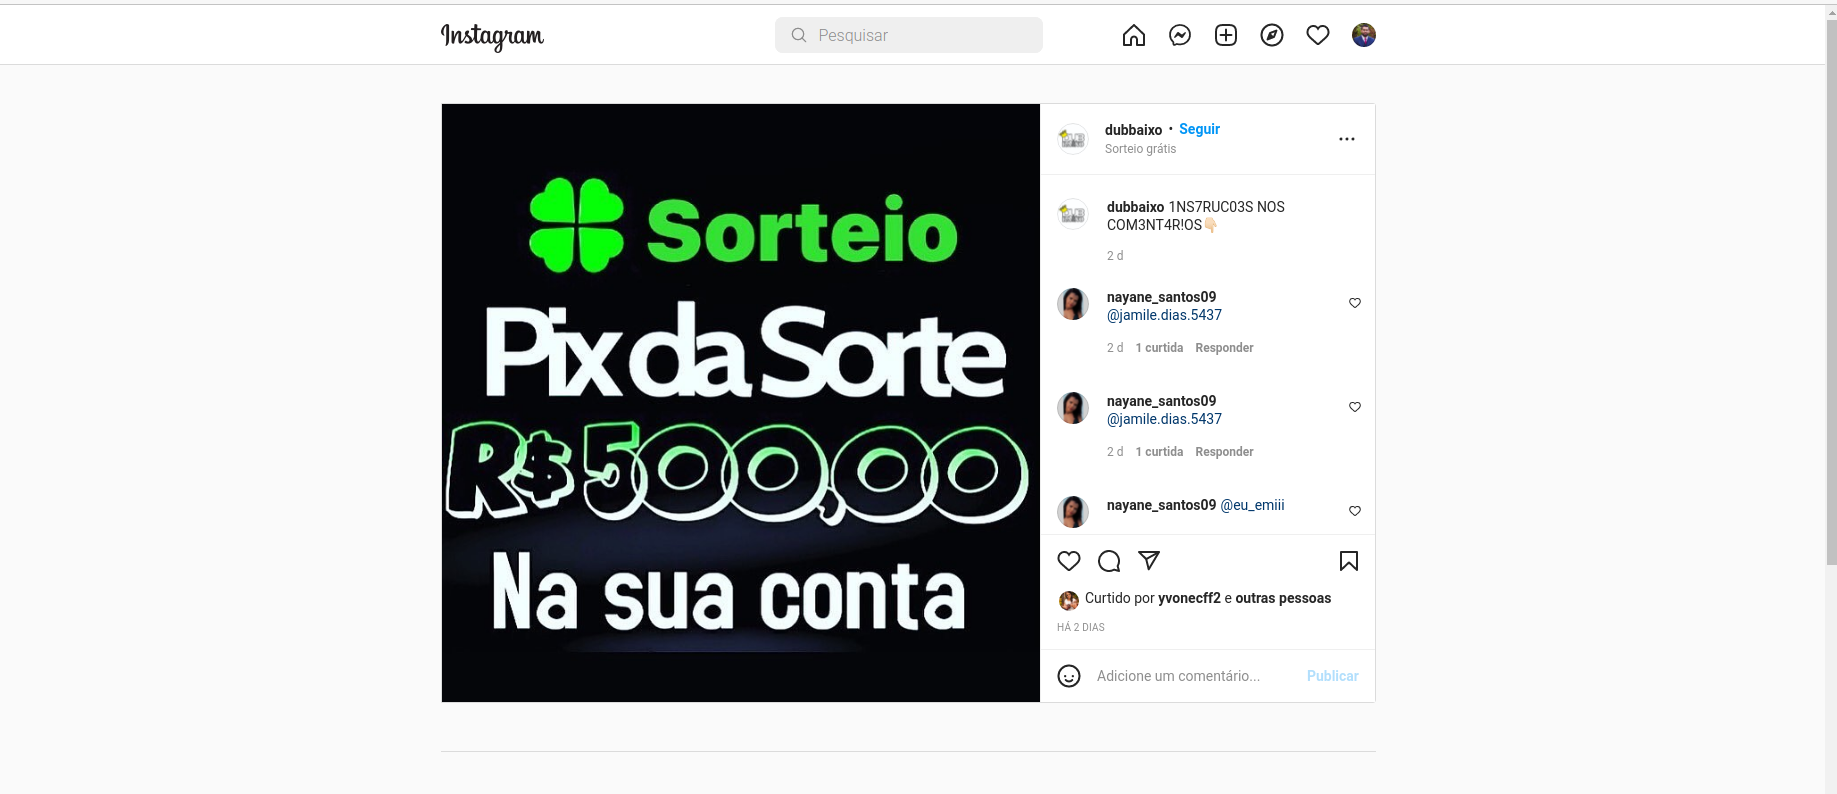 Instagram
Pesquisar
Sorteio
Pix da Sorte
R$500,00
Na sua conta
dubbaixo • Seguir
Sorteio grátis
dubbaixo 1NS7RUC03S NOS
COM3NT4R!OS👇🏻
2 d
nayane_santos09
@jamile.dias.5437
2 d 1 curtida Responder
nayane_santos09
@jamile.dias.5437
2 d 1 curtida Responder
nayane_santos09 @eu_emiii
Curtido por yvonecff2 e outras pessoas
HÁ 2 DIAS
Adicione um comentário... Publicar